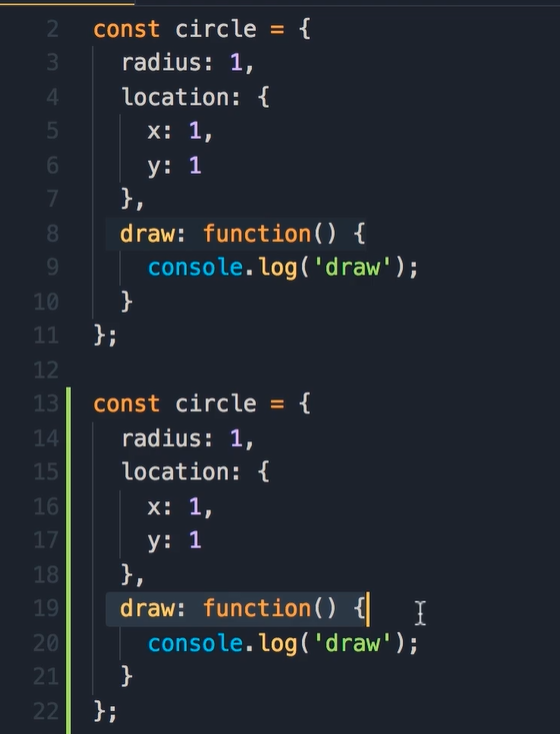 2 const circle = {
3   radius: 1,
4   location: {
5     x: 1,
6     y: 1
7   },
8   draw: function() {
9     console.log('draw');
10   }
11 };
12
13 const circle = {
14   radius: 1,
15   location: {
16     x: 1,
17     y: 1
18   },
19   draw: function() {
20     console.log('draw');
21   }
22 };